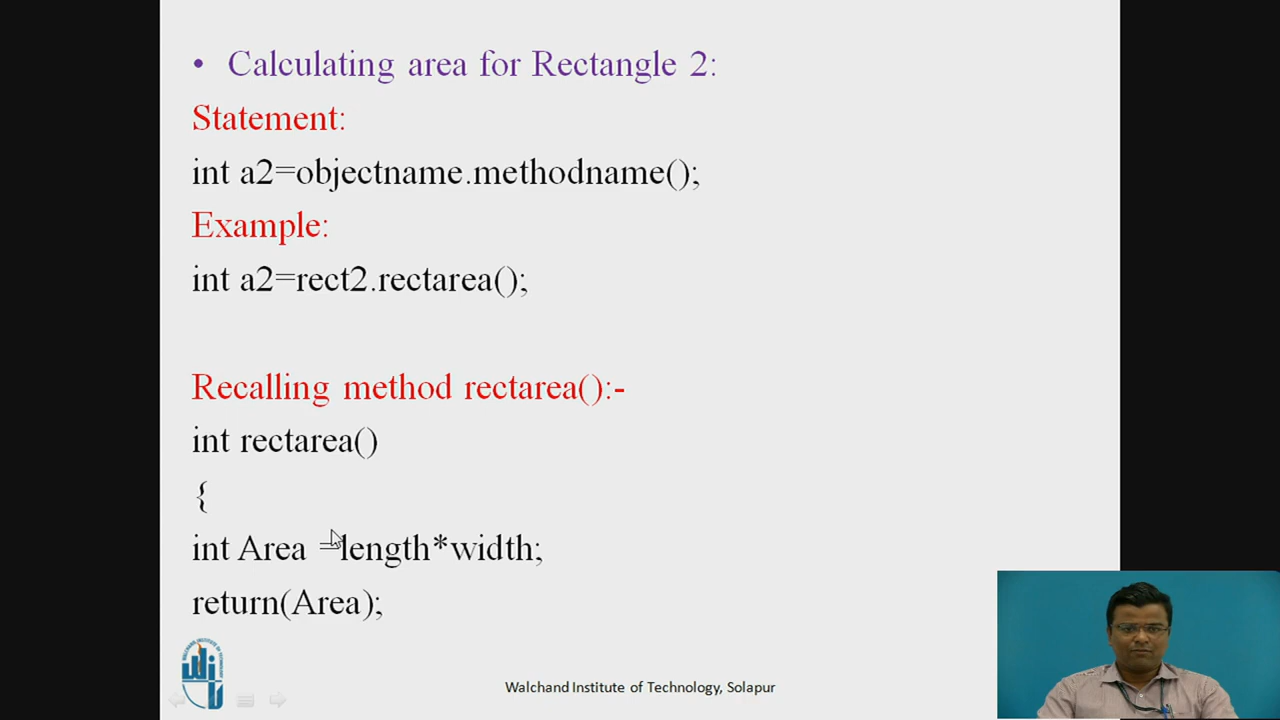 • Calculating area for Rectangle 2:
Statement:
int a2=objectname.methodname();
Example:
int a2=rect2.rectarea();
Recalling method rectarea():-
int rectarea()
{
int Area =length*width;
return(Area);
Walchand Institute of Technology, Solapur